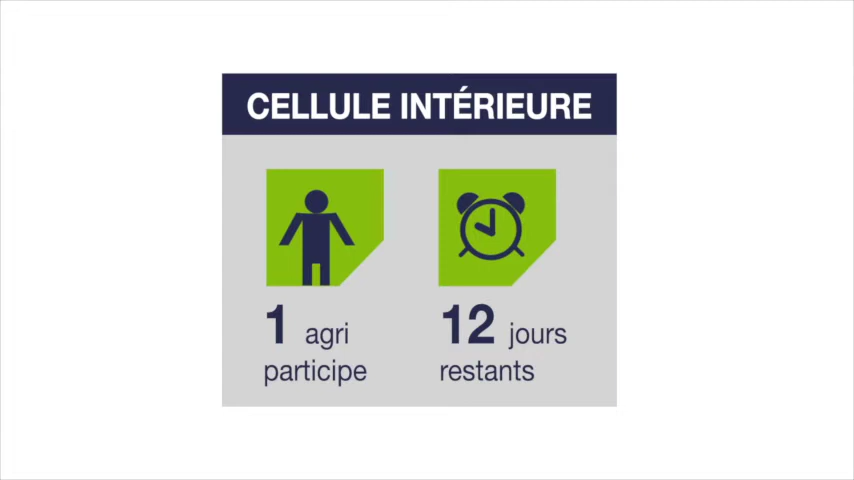 CELLULE INTÉRIEURE
1 agri
participe
12 jours
restants